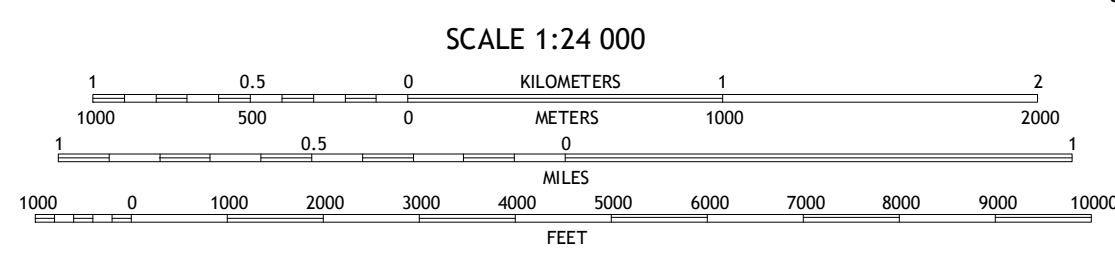 SCALE 1:24 000
1 0.5 0 KILOMETERS 1 2
1000 500 0 METERS 1000 2000
1 0.5 0 1
MILES
1000 0 1000 2000 3000 4000 5000 6000 7000 8000 9000 10000
FEET